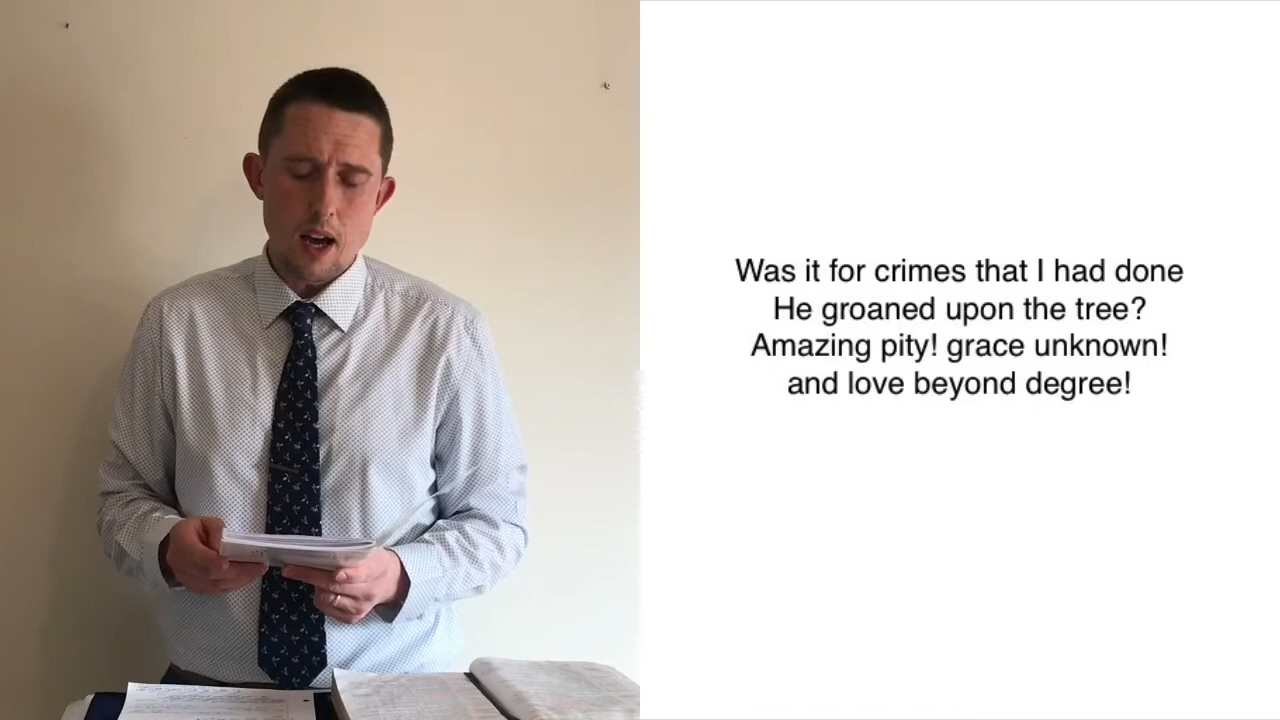 Was it for crimes that I had done
He groaned upon the tree?
Amazing pity! grace unknown!
and love beyond degree!